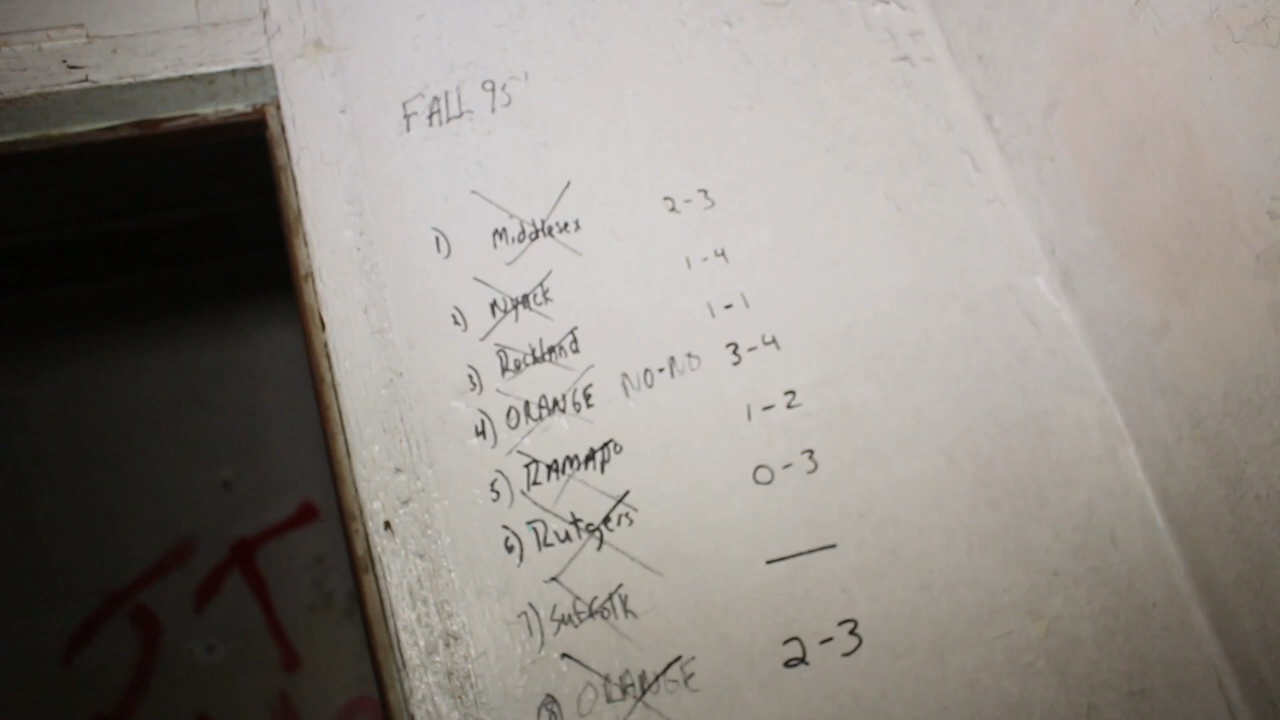 FALL 95'
1) Middlesex 2-3
2) Nyack 1-4
3) Rockland 1-1
4) ORANGE NO-NO 3-4
5) RAMAPO 1-2
6) Rutgers 0-3
7) Suffolk —
8) ORANGE 2-3
JT